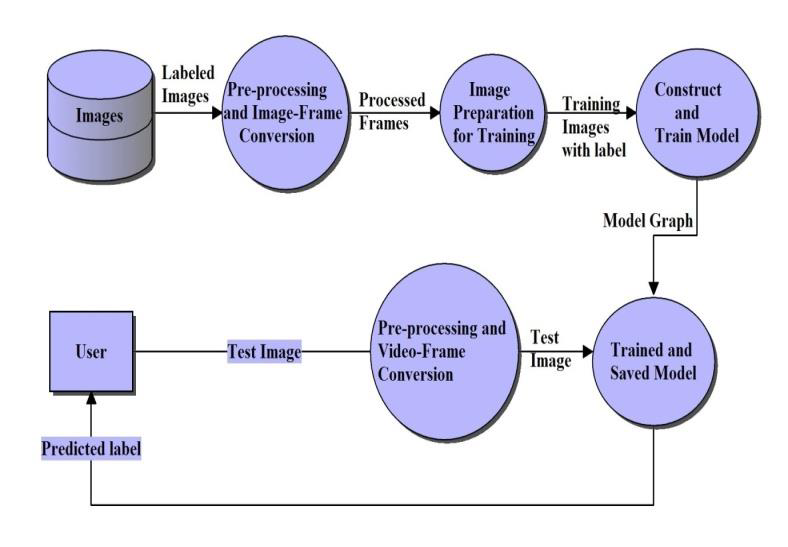 Images
Labeled
Images
Pre-processing
and Image-Frame
Conversion
Processed
Frames
Image
Preparation
for Training
Training
Images
with label
Construct
and
Train Model
Model Graph
User
Test Image
Pre-processing and
Video-Frame
Conversion
Test
Image
Trained and
Saved Model
Predicted label